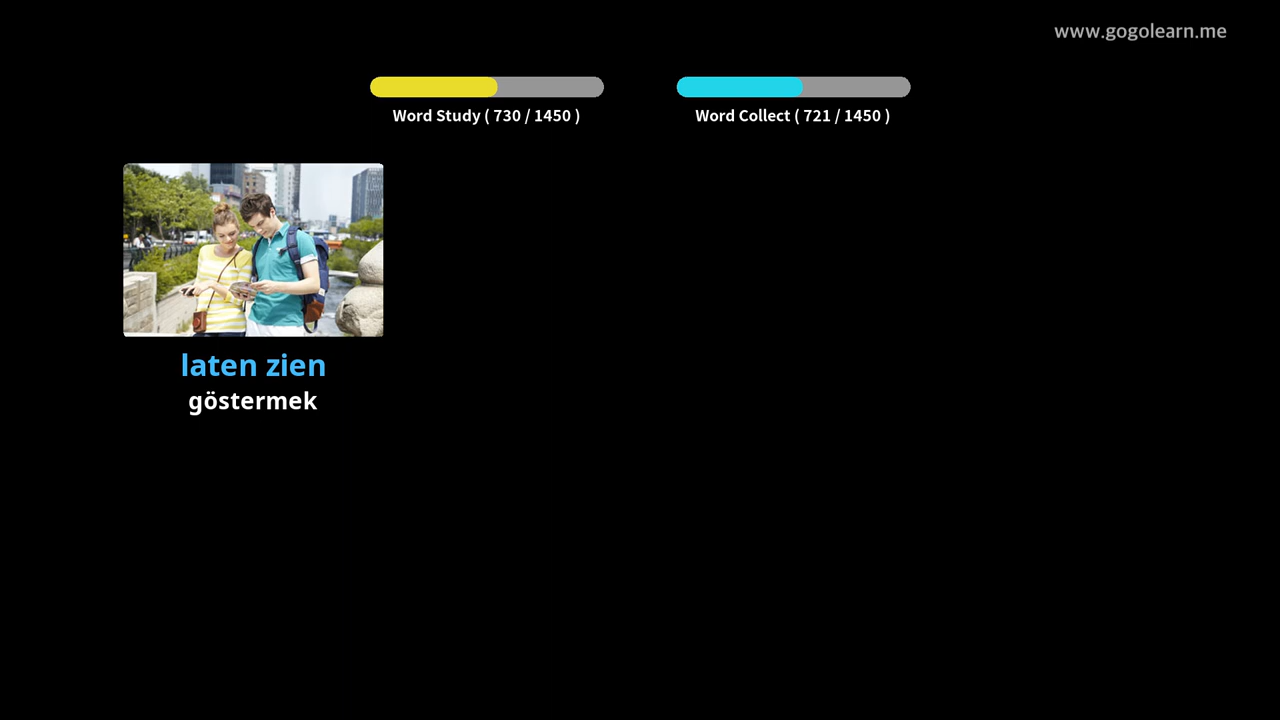 www.gogolearn.me
Word Study ( 730 / 1450 )
Word Collect ( 721 / 1450 )
laten zien
göstermek